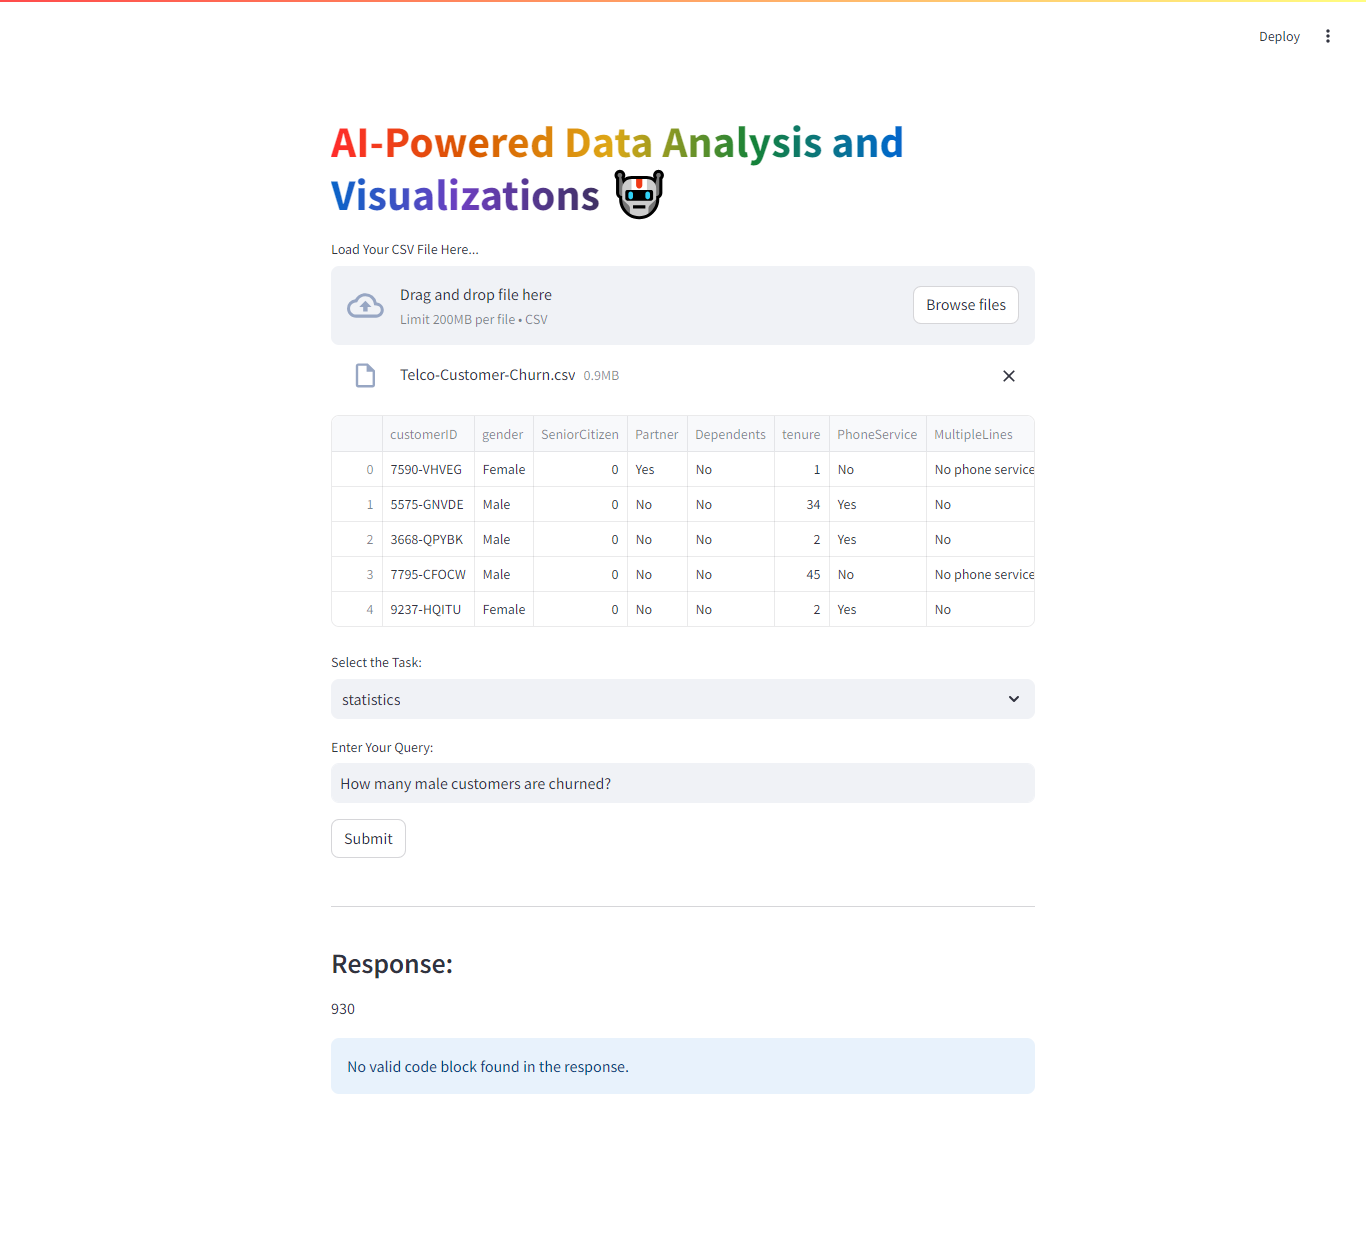 Deploy
AI-Powered Data Analysis and
Visualizations
Load Your CSV File Here...
Drag and drop file here
Limit 200MB per file • CSV
Browse files
Telco-Customer-Churn.csv 0.9MB
customerID gender SeniorCitizen Partner Dependents tenure PhoneService MultipleLines
0 7590-VHVEG Female 0 Yes No 1 No No phone service
1 5575-GNVDE Male 0 No No 34 Yes No
2 3668-QPYBK Male 0 No No 2 Yes No
3 7795-CFOCW Male 0 No No 45 No No phone service
4 9237-HQITU Female 0 No No 2 Yes No
Select the Task:
statistics
Enter Your Query:
How many male customers are churned?
Submit
Response:
930
No valid code block found in the response.